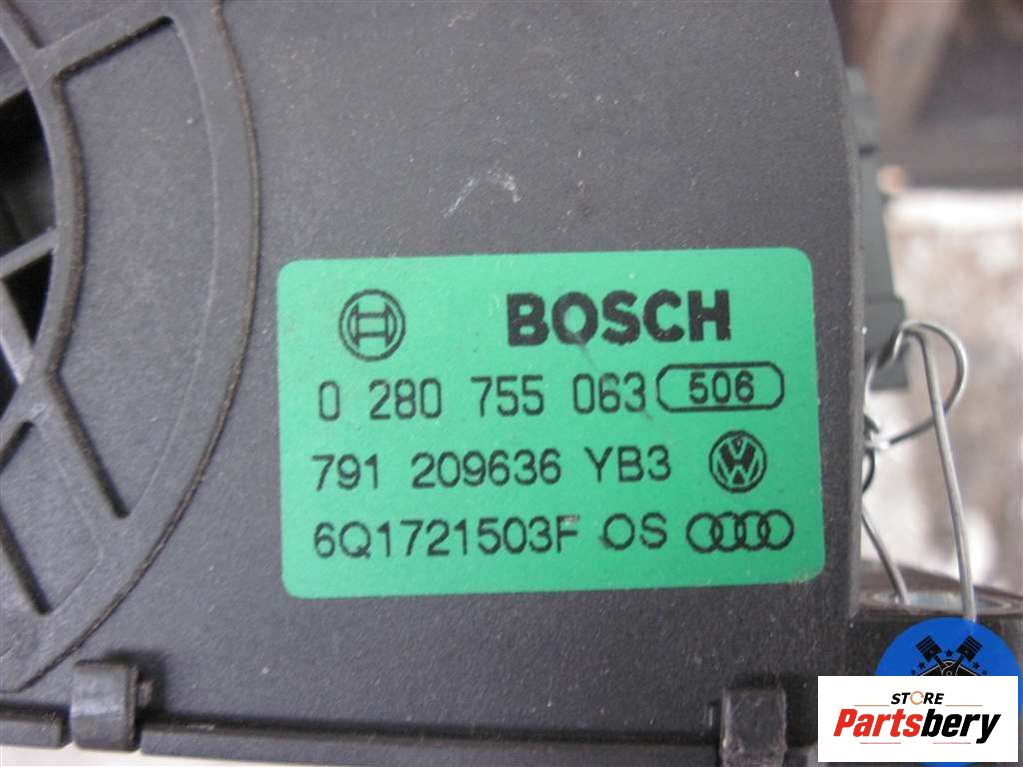 BOSCH
0 280 755 063 506
791 209636 YB3
6Q1721503F OS
STORE
Partsbery